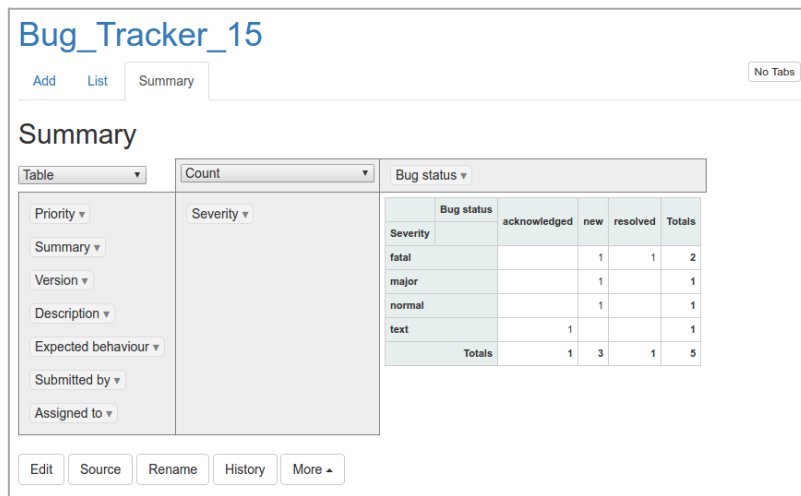 Bug_Tracker_15
Add List Summary
No Tabs
Summary
Table Count Bug status
Priority
Summary
Version
Description
Expected behaviour
Submitted by
Assigned to
Severity
Bug status acknowledged new resolved Totals
Severity
fatal 1 1 2
major 1 1
normal 1 1
text 1 1
Totals 1 3 1 5
Edit Source Rename History More